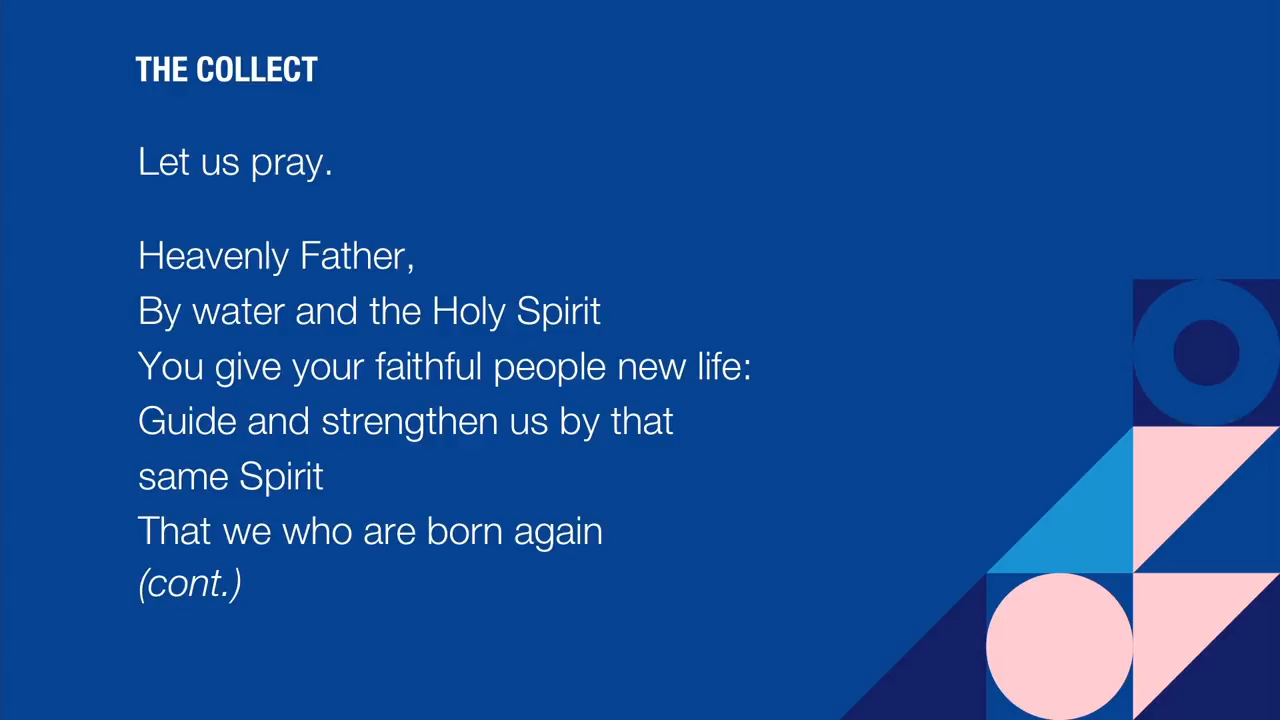 THE COLLECT
Let us pray.
Heavenly Father,
By water and the Holy Spirit
You give your faithful people new life:
Guide and strengthen us by that
same Spirit
That we who are born again
(cont.)